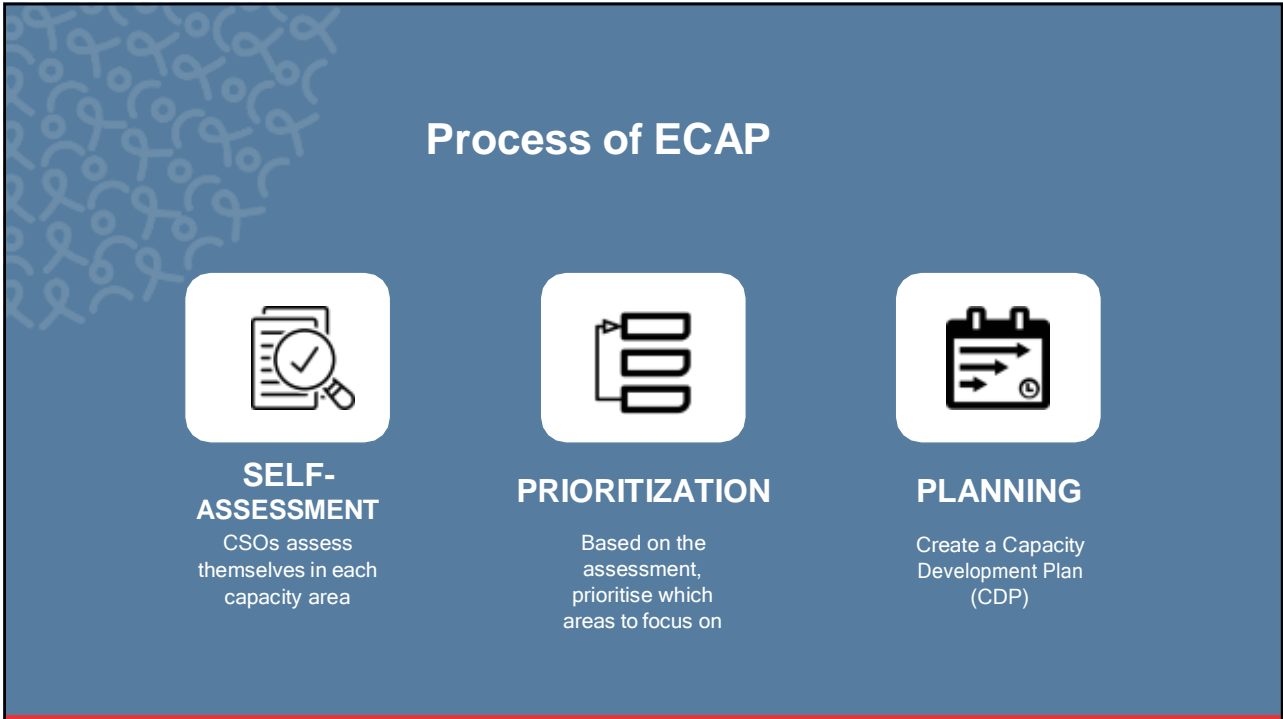 Process of ECAP
SELF-
ASSESSMENT
CSOs assess
themselves in each
capacity area
PRIORITIZATION
Based on the
assessment,
prioritise which
areas to focus on
PLANNING
Create a Capacity
Development Plan
(CDP)